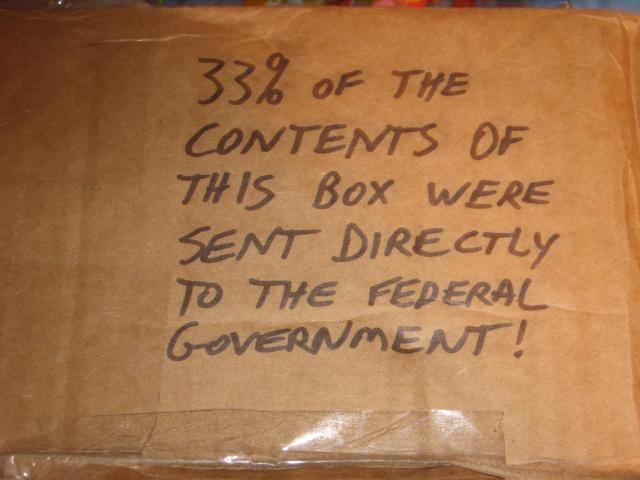 33% OF THE
CONTENTS OF
THIS BOX WERE
SENT DIRECTLY
TO THE FEDERAL
GOVERNMENT!